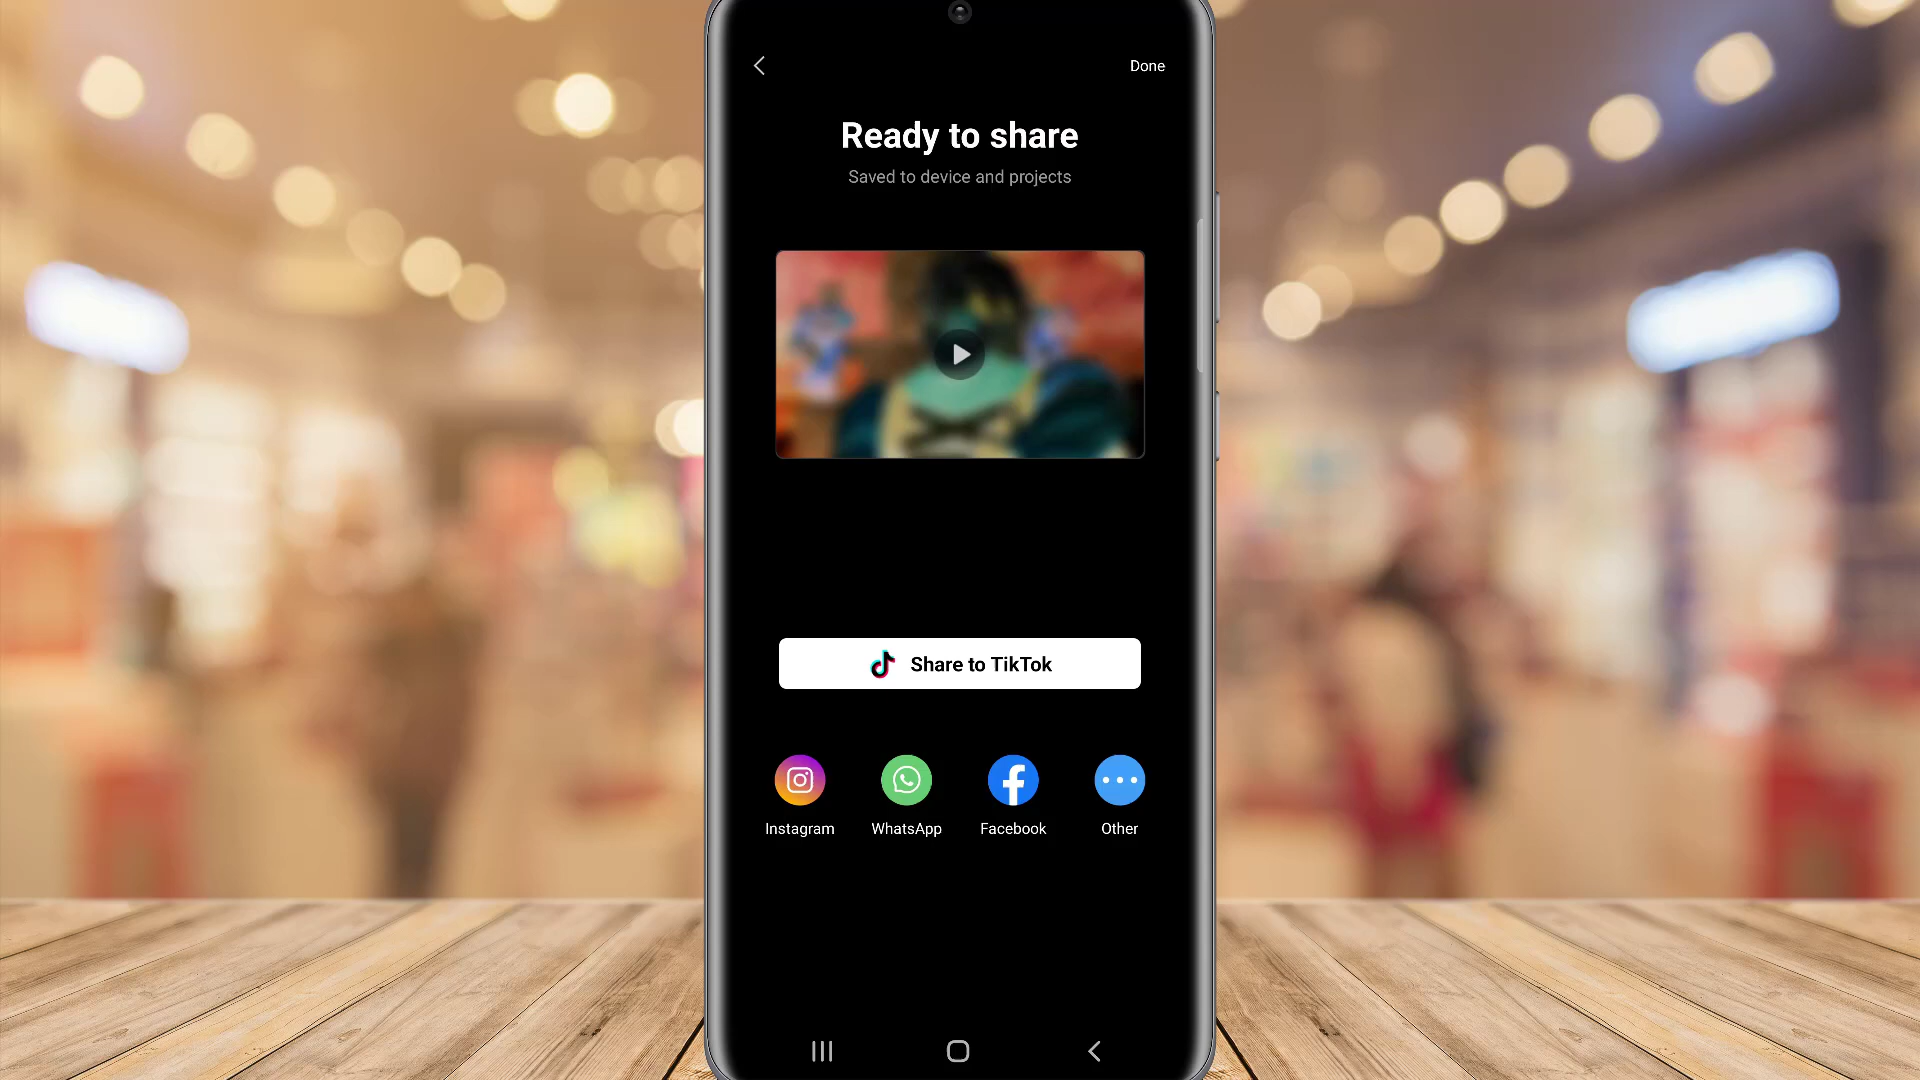 Done
Ready to share
Saved to device and projects
Share to TikTok
Instagram
WhatsApp
Facebook
Other